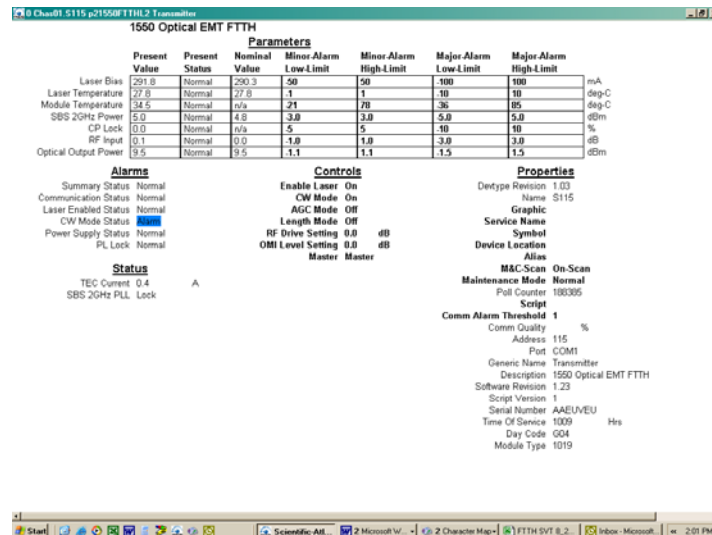 0 Chas01.S115 p21550FTTHL2 Transmitter
1550 Optical EMT FTTH
Parameters
Present Value Present Status Nominal Value Minor-Alarm Low-Limit Minor-Alarm High-Limit Major-Alarm Low-Limit Major-Alarm High-Limit
Laser Bias 291.8 Normal 290.3 -50 50 -100 100 mA
Laser Temperature 27.8 Normal 27.8 -1 1 -10 10 deg-C
Module Temperature 34.5 Normal n/a -21 78 -36 85 deg-C
SBS 2GHz Power 5.0 Normal 4.8 -3.0 3.0 -5.0 5.0 dBm
CP Lock 0.0 Normal n/a -5 5 -10 10 %
RF Input 0.1 Normal 0.0 -1.0 1.0 -3.0 3.0 dB
Optical Output Power 9.5 Normal 9.5 -1.1 1.1 -1.5 1.5 dBm
Alarms
Summary Status Normal
Communication Status Normal
Laser Enabled Status Normal
CW Mode Status Alarm
Power Supply Status Normal
PL Lock Normal
Status
TEC Current 0.4 A
SBS 2GHz PLL Lock
Controls
Enable Laser On
CW Mode On
AGC Mode Off
Length Mode Off
RF Drive Setting 0.0 dB
OMI Level Setting 0.0 dB
Master Master
Properties
Devtype Revision 1.03
Name S115
Graphic
Service Name
Symbol
Device Location
Alias
M&C-Scan On-Scan
Maintenance Mode Normal
Poll Counter 188385
Script
Comm Alarm Threshold 1
Comm Quality %
Address 115
Port COM1
Generic Name Transmitter
Description 1550 Optical EMT FTTH
Software Revision 1.23
Script Version 1
Serial Number AAEUVEU
Time Of Service 1009 Hrs
Day Code G04
Module Type 1019
Start Scientific-Atl... 2 Microsoft W... 2 Character Map FTTH SVT 8_2... Inbox - Microsoft... 2:01 PM